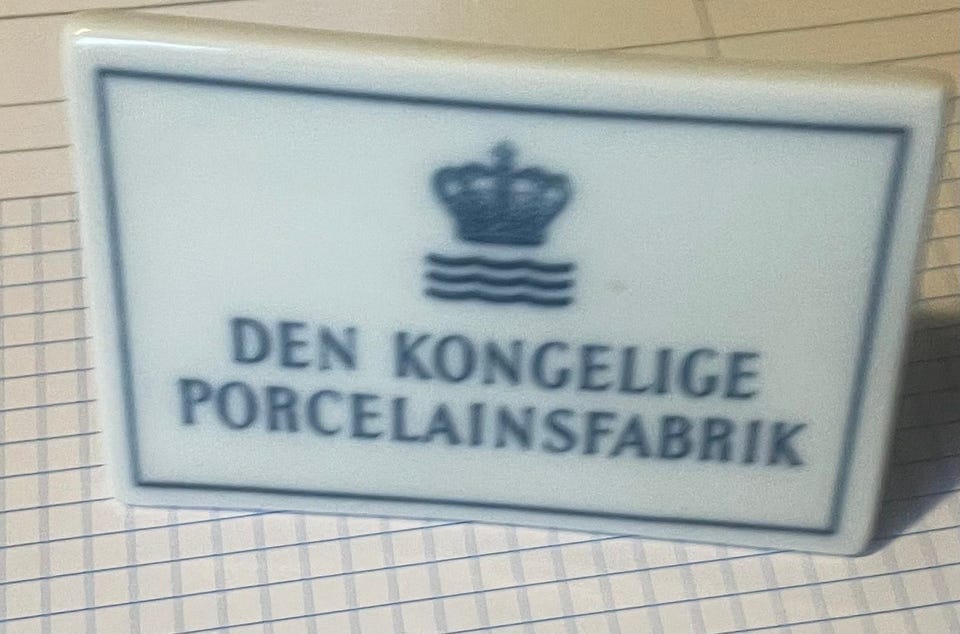 DEN KONGELIGE
PORCELAINSFABRIK